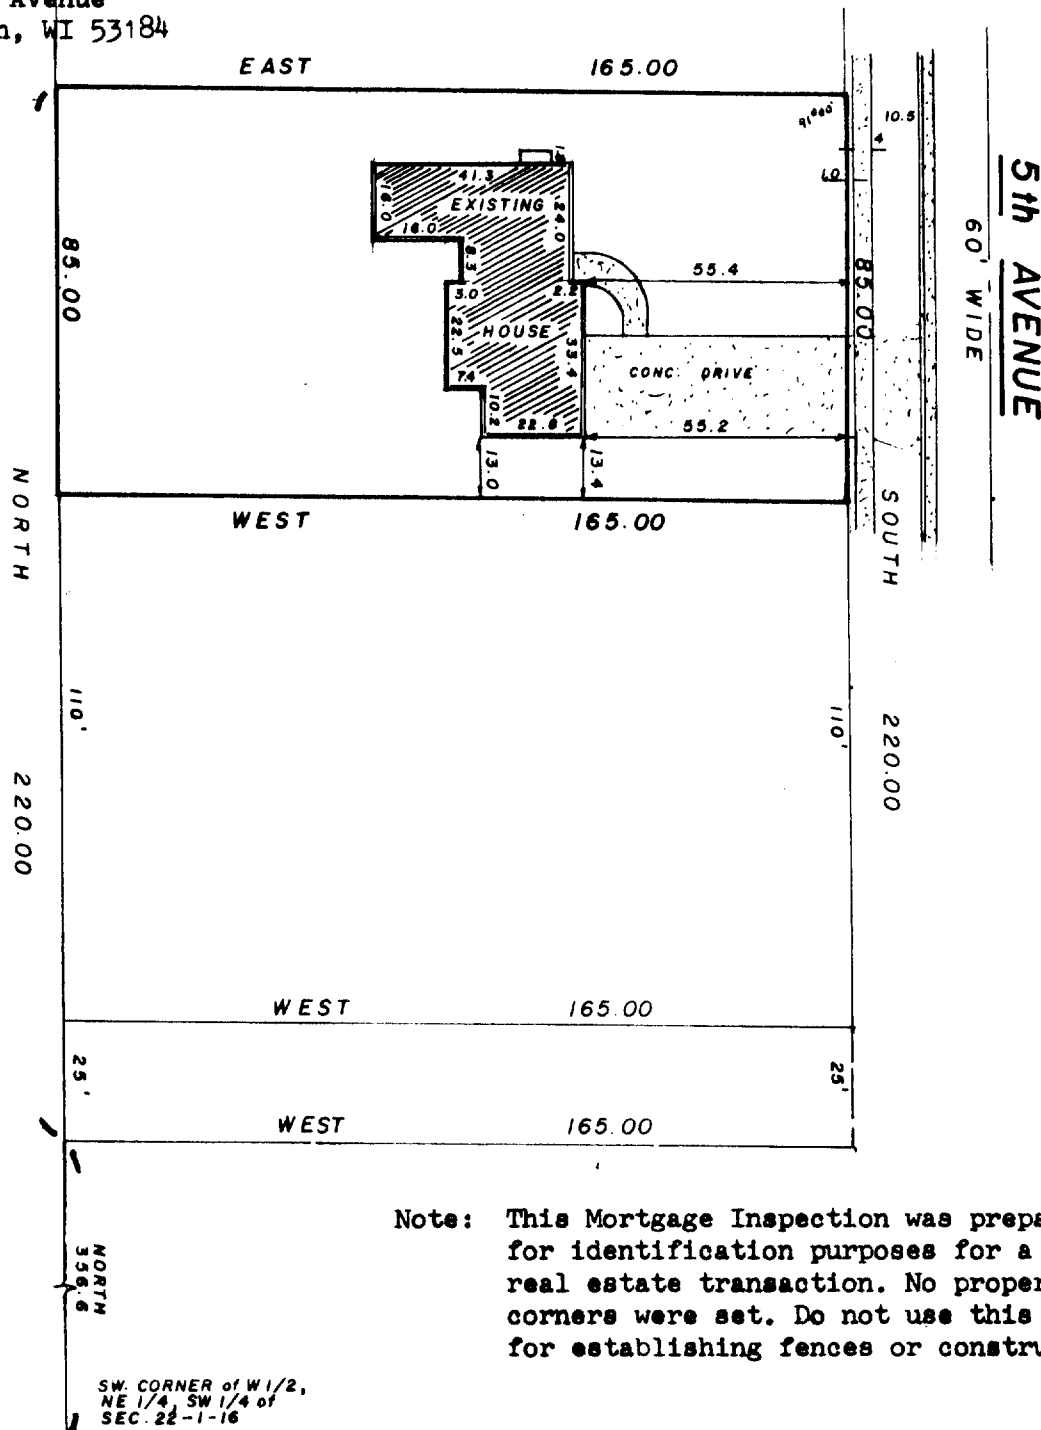 Avenue
n, WI 53184
EAST 165.00
10.5
4
1.0
5th AVENUE
60' WIDE
41.3
EXISTING
16.0
16.0
24.0
8.3
3.0
2.2
55.4
85.00
85.00
HOUSE
22.5
33.4
CONC. DRIVE
7.4
10.2
22.8
55.2
13.0
13.4
WEST 165.00
NORTH
SOUTH
110'
110'
220.00
220.00
WEST 165.00
25'
25'
WEST 165.00
Note: This Mortgage Inspection was prepa
for identification purposes for a
real estate transaction. No proper
corners were set. Do not use this
for establishing fences or constru
NORTH
356.6
SW. CORNER of W 1/2,
NE 1/4, SW 1/4 of
SEC. 22-1-16